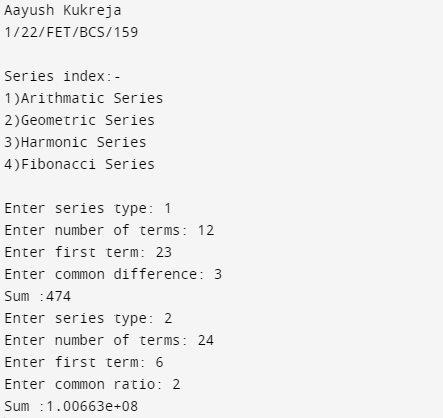 Aayush Kukreja
1/22/FET/BCS/159
Series index:-
1)Arithmatic Series
2)Geometric Series
3)Harmonic Series
4)Fibonacci Series
Enter series type: 1
Enter number of terms: 12
Enter first term: 23
Enter common difference: 3
Sum :474
Enter series type: 2
Enter number of terms: 24
Enter first term: 6
Enter common ratio: 2
Sum :1.00663e+08